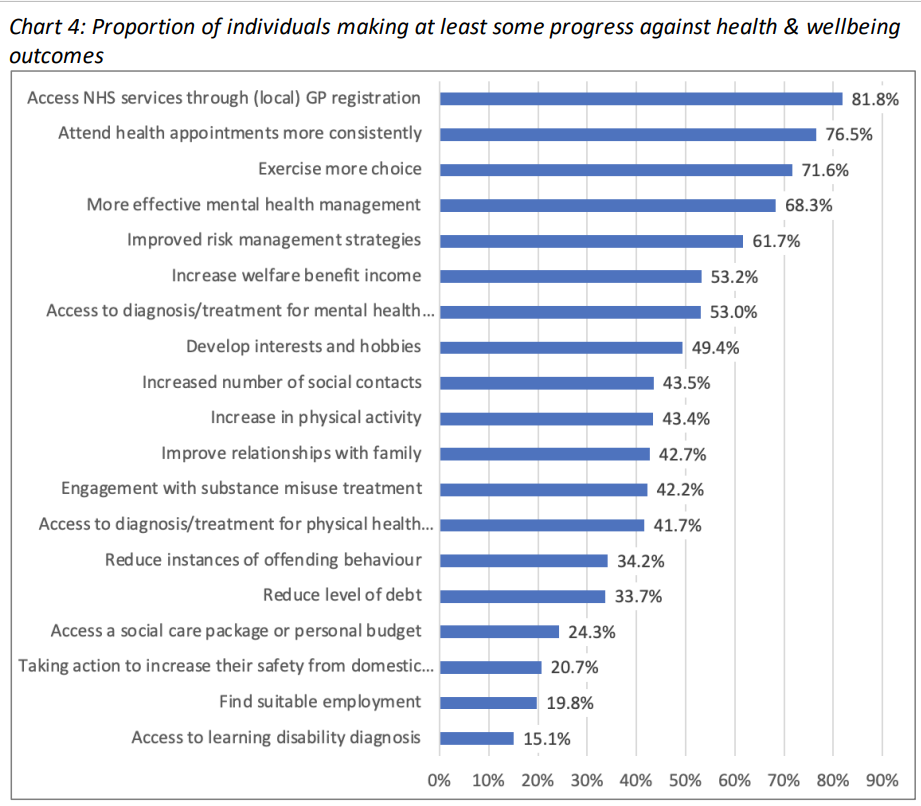 Chart 4: Proportion of individuals making at least some progress against health & wellbeing
outcomes
Access NHS services through (local) GP registration 81.8%
Attend health appointments more consistently 76.5%
Exercise more choice 71.6%
More effective mental health management 68.3%
Improved risk management strategies 61.7%
Increase welfare benefit income 53.2%
Access to diagnosis/treatment for mental health... 53.0%
Develop interests and hobbies 49.4%
Increased number of social contacts 43.5%
Increase in physical activity 43.4%
Improve relationships with family 42.7%
Engagement with substance misuse treatment 42.2%
Access to diagnosis/treatment for physical health... 41.7%
Reduce instances of offending behaviour 34.2%
Reduce level of debt 33.7%
Access a social care package or personal budget 24.3%
Taking action to increase their safety from domestic... 20.7%
Find suitable employment 19.8%
Access to learning disability diagnosis 15.1%
0% 10% 20% 30% 40% 50% 60% 70% 80% 90%